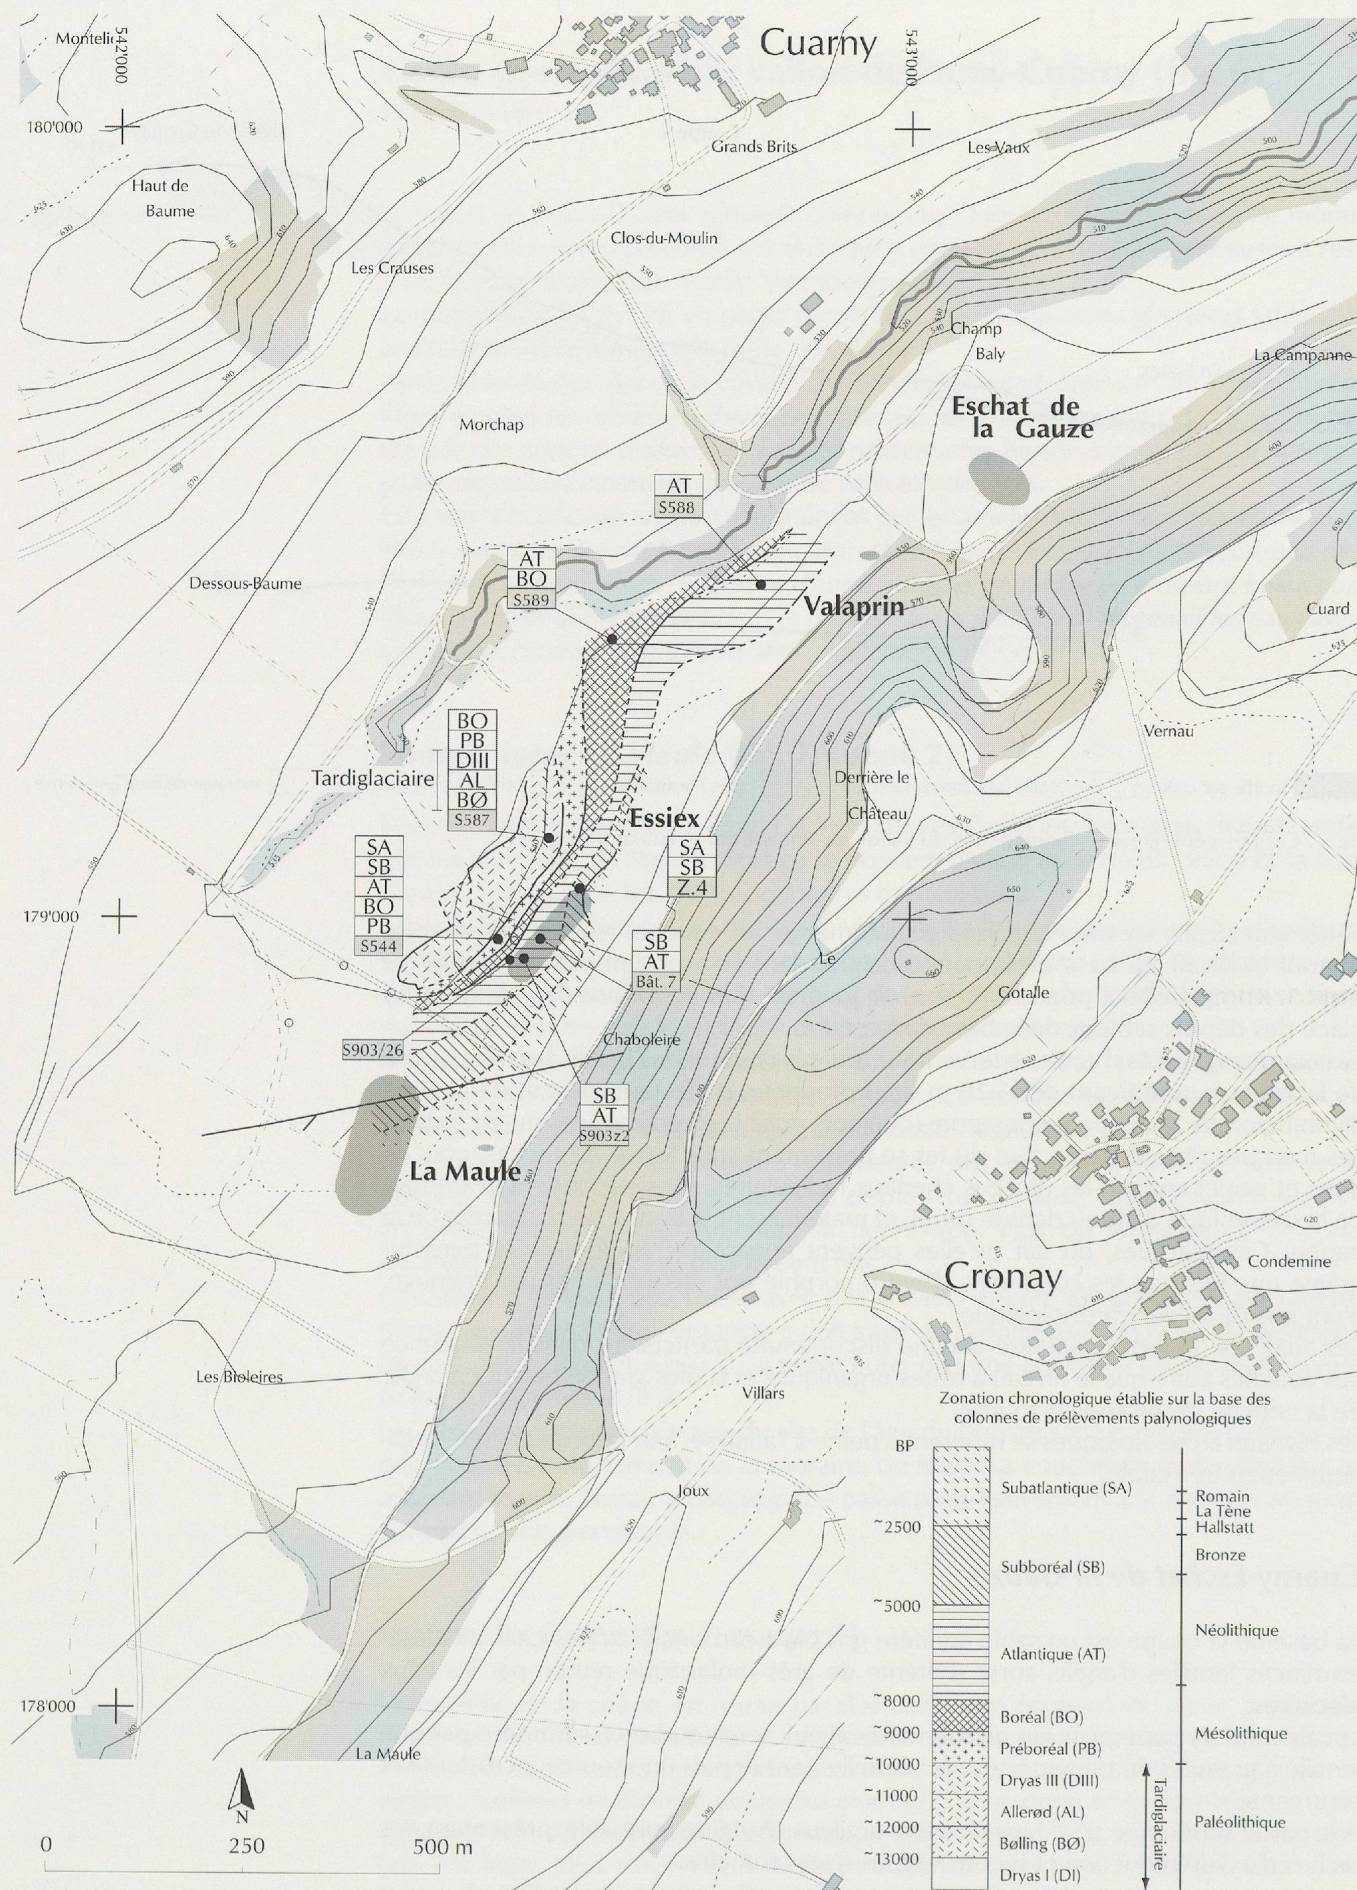 Cuarny
542'000
543'000
180'000
Haut de
Baume
Les Crauses
Grands Brits
Les Vaux
Clos-du-Moulin
Champ
Baly
La Campanne
Morchap
Eschat de
la Gauze
AT
S588
AT
BO
S589
Dessous-Baume
Valaprin
Cuard
Vernau
BO
PB
DIII
AL
BØ
S587
Tardiglaciaire
Derrière le
Château
Essiex
SA
SB
AT
BO
PB
S544
SA
SB
Z.4
179'000
SB
AT
Bât. 7
Le
Gotalle
S903/26
Chaboleire
SB
AT
S903z2
La Maule
Cronay
Condemine
Les Bioleires
Villars
Joux
178'000
La Maule
N
0
250
500 m
Zonation chronologique établie sur la base des
colonnes de prélèvements palynologiques
BP
Subatlantique (SA)
~2500
Subboréal (SB)
~5000
Atlantique (AT)
~8000
Boréal (BO)
~9000
Préboréal (PB)
~10000
Dryas III (DIII)
~11000
Allerød (AL)
~12000
Bølling (BØ)
~13000
Dryas I (DI)
Romain
La Tène
Hallstatt
Bronze
Néolithique
Mésolithique
Paléolithique
Tardiglaciaire